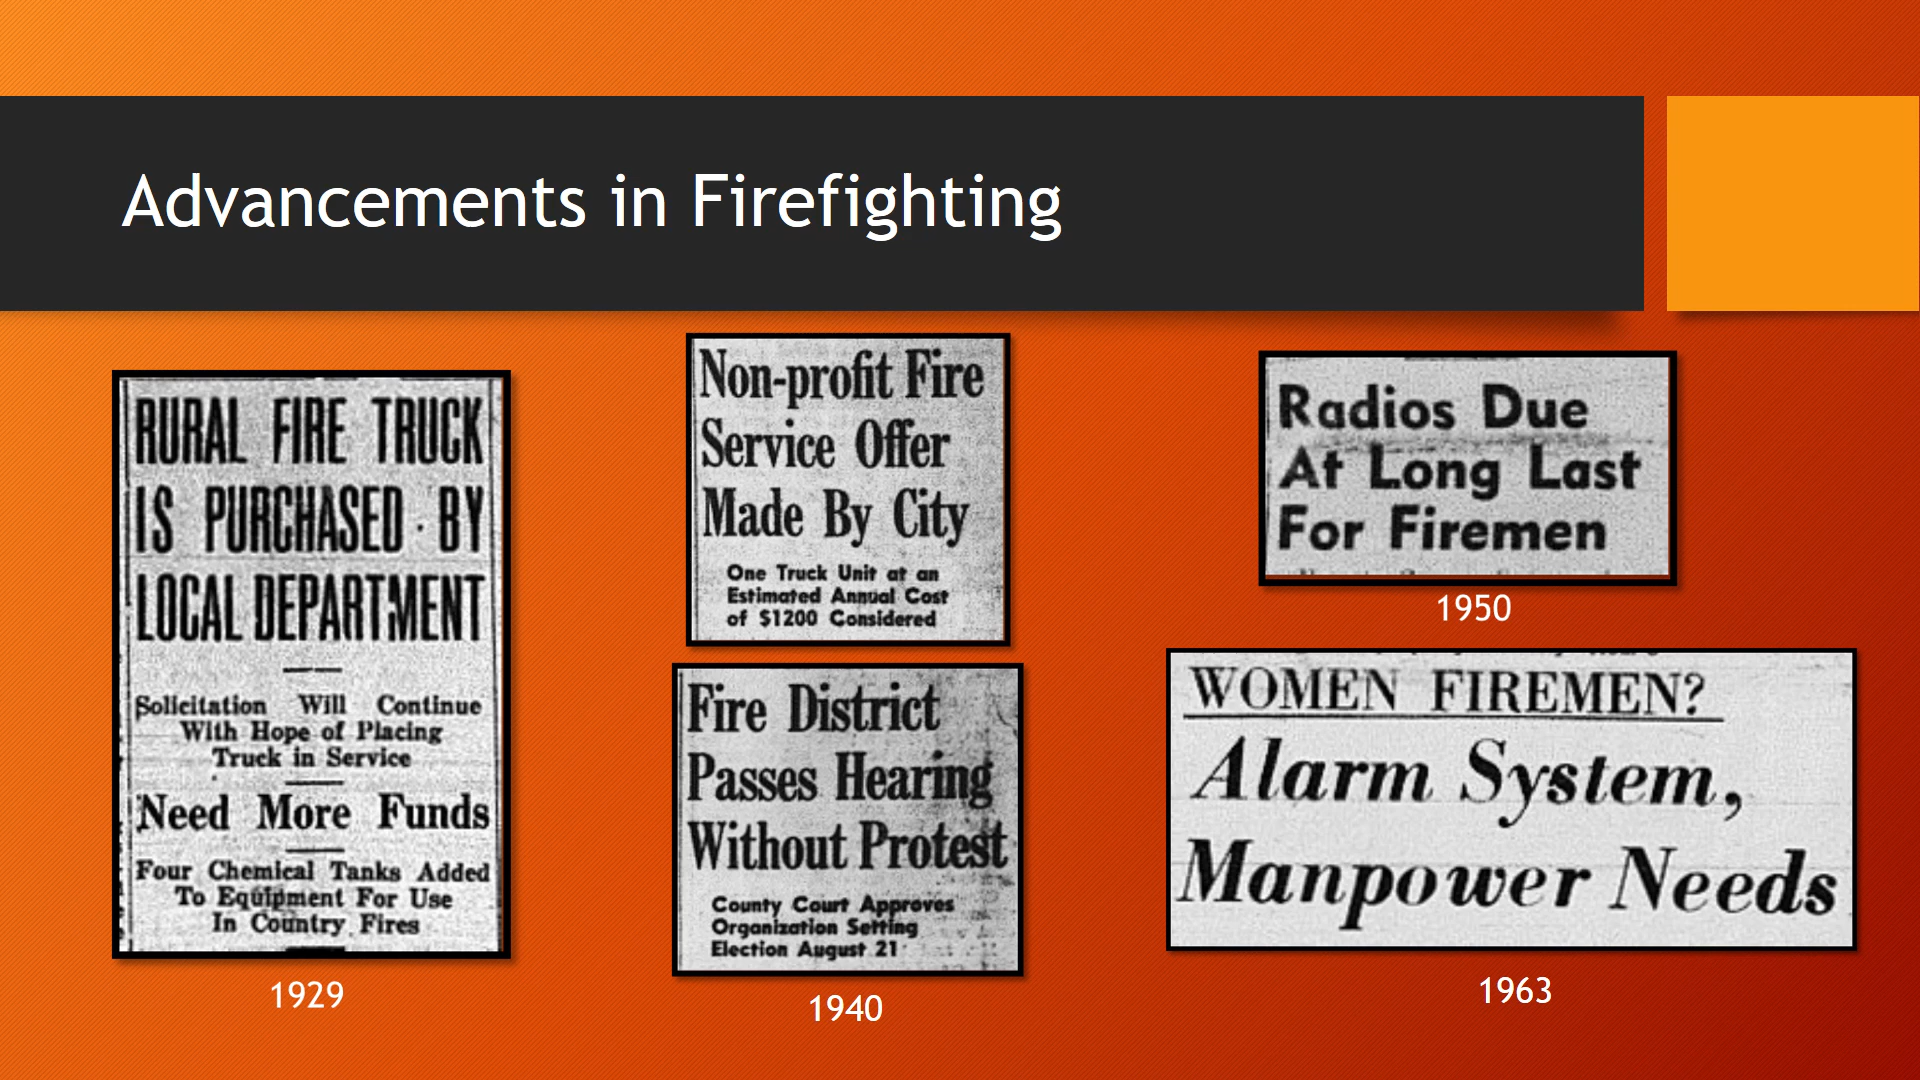 Advancements in Firefighting
RURAL FIRE TRUCK
IS PURCHASED BY
LOCAL DEPARTMENT
Solicitation Will Continue
With Hope of Placing
Truck in Service
Need More Funds
Four Chemical Tanks Added
To Equipment For Use
In Country Fires
1929
Non-profit Fire
Service Offer
Made By City
One Truck Unit at an
Estimated Annual Cost
of $1200 Considered
Fire District
Passes Hearing
Without Protest
County Court Approves
Organization Setting
Election August 21
1940
Radios Due
At Long Last
For Firemen
1950
WOMEN FIREMEN?
Alarm System,
Manpower Needs
1963